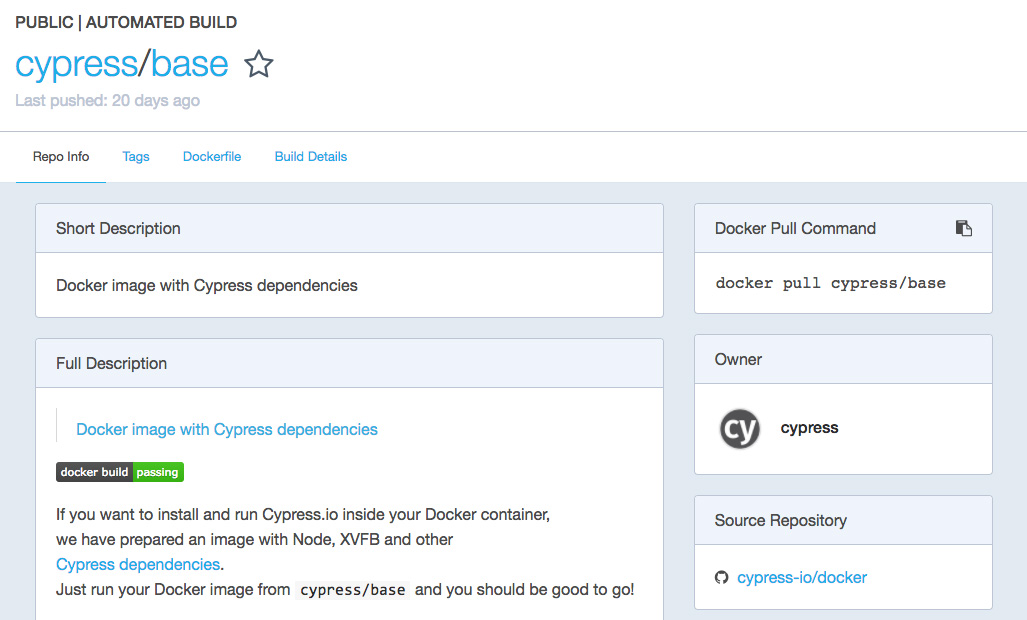 PUBLIC | AUTOMATED BUILD
cypress/base
Last pushed: 20 days ago
Repo Info Tags Dockerfile Build Details
Short Description
Docker image with Cypress dependencies
Full Description
Docker image with Cypress dependencies
docker build passing
If you want to install and run Cypress.io inside your Docker container,
we have prepared an image with Node, XVFB and other
Cypress dependencies.
Just run your Docker image from cypress/base and you should be good to go!
Docker Pull Command
docker pull cypress/base
Owner
cy cypress
Source Repository
cypress-io/docker